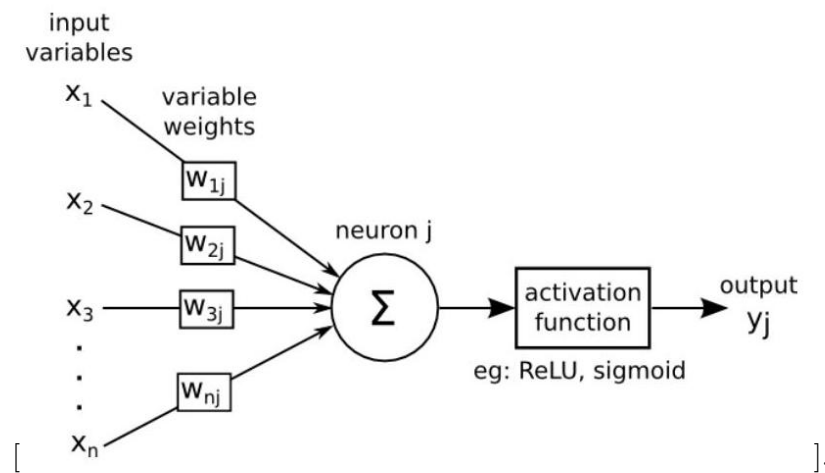 input
variables
x1
variable
weights
w1j
x2
neuron j
w2j
activation
function
output
yj
x3
w3j
Σ
eg: ReLU, sigmoid
.
.
.
wnj
xn
[ ].